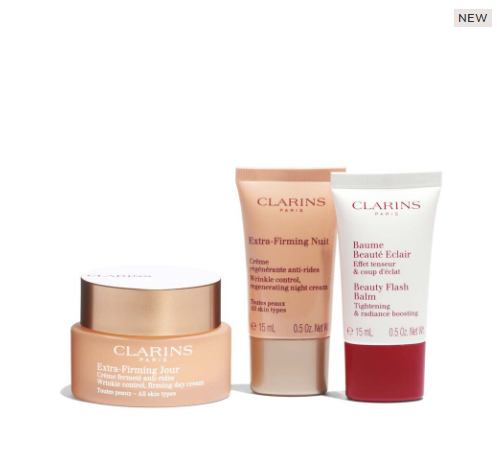 NEW
CLARINS
PARIS
Extra-Firming Nuit
Crème
régénérante anti-rides
Wrinkle control,
regenerating night cream
Toutes peaux
All skin types
℮ 15 mL 0.5 Oz. Net Wt
CLARINS
PARIS
Baume
Beauté Eclair
Effet tenseur
& coup d'éclat
Beauty Flash
Balm
Tightening
& radiance boosting
℮ 15 mL 0.5 Oz. Net Wt
CLARINS
CLARINS
PARIS
Extra-Firming Jour
Crème fermeté anti-rides
Wrinkle control, firming day cream
Toutes peaux - All skin types